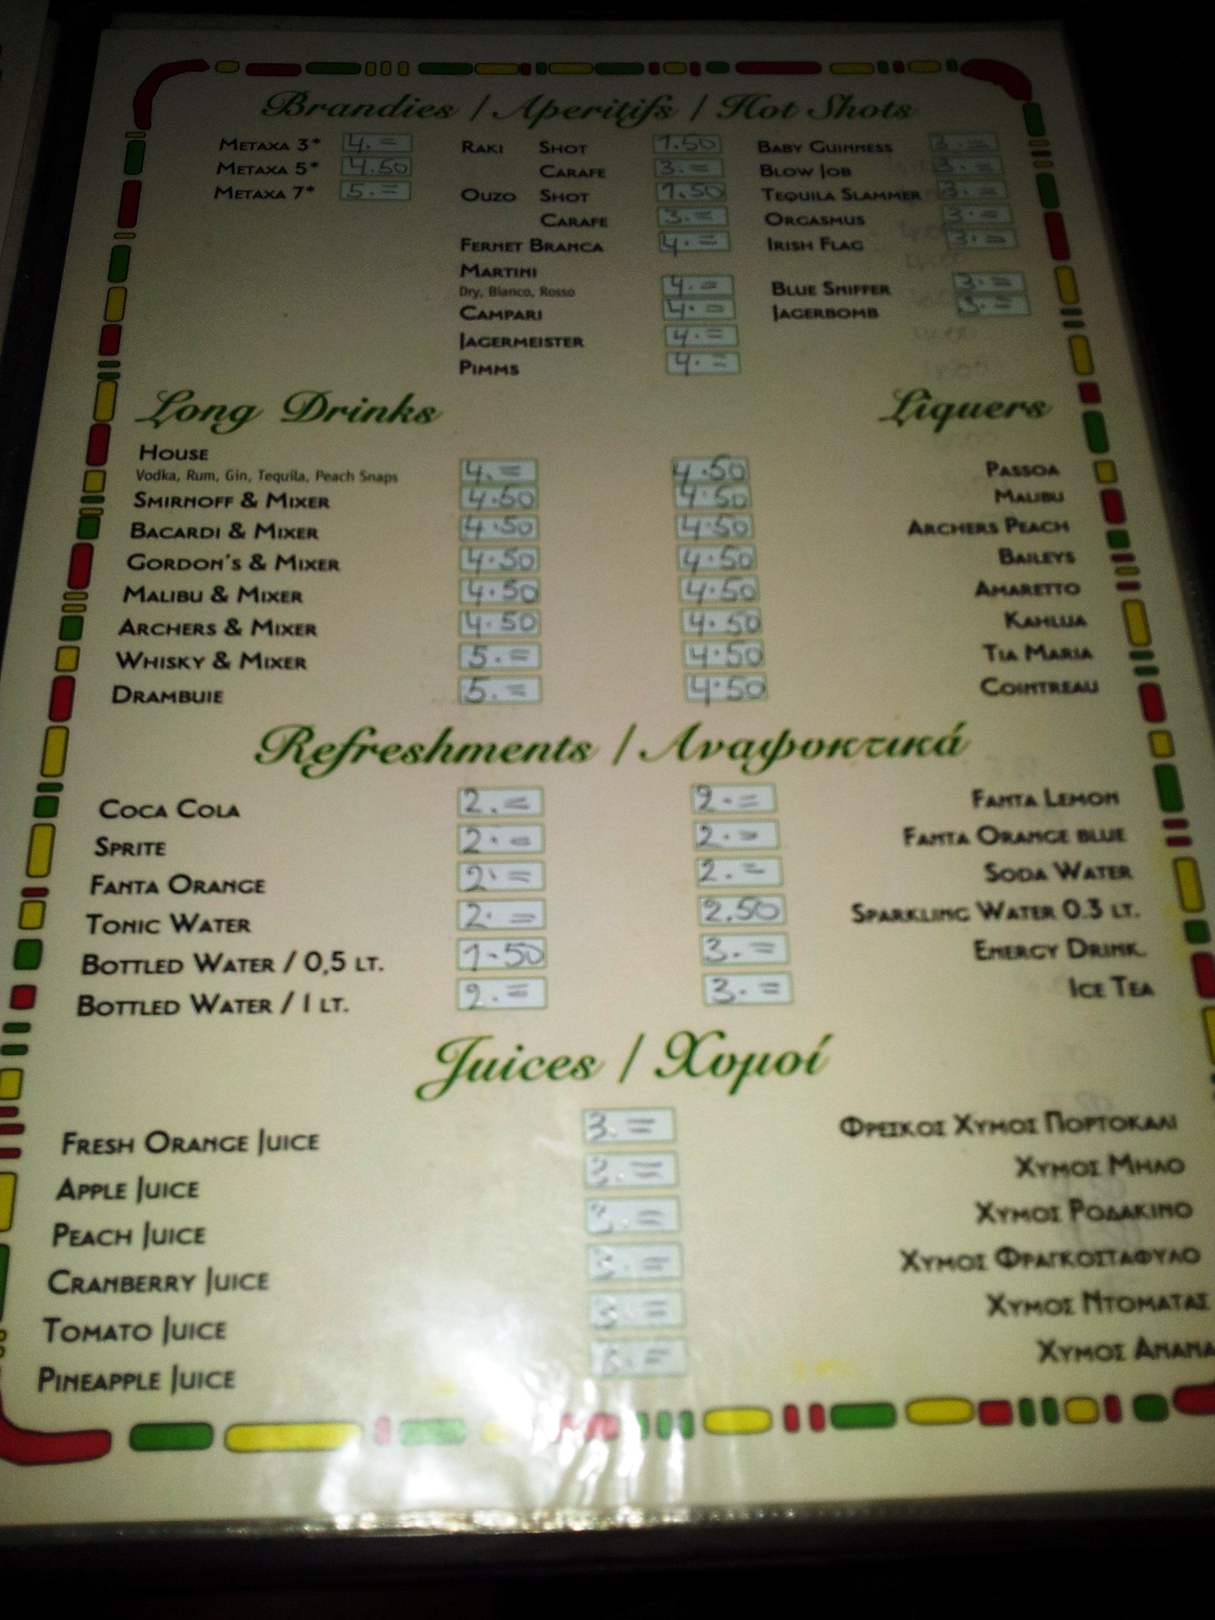 Brandies / Aperitifs / Hot Shots
Metaxa 3* 4.=
Metaxa 5* 4.50
Metaxa 7* 5.=
Raki Shot 1.50
Carafe 3.=
Ouzo Shot 1.50
Carafe 3.=
Fernet Branca 4.=
Martini
Dry, Bianco, Rosso 4.=
Campari 4.=
Jagermeister 4.=
Pimms 4.=
Baby Guinness 3.=
Blow Job 3.=
Tequila Slammer 3.=
Orgasmus 3.=
Irish Flag 3.=
Blue Sniffer 3.=
Jagerbomb 3.=
Long Drinks
House
Vodka, Rum, Gin, Tequila, Peach Snaps 4.=
Smirnoff & Mixer 4.50
Bacardi & Mixer 4.50
Gordon's & Mixer 4.50
Malibu & Mixer 4.50
Archers & Mixer 4.50
Whisky & Mixer 5.=
Drambuie 5.=
Liquers
4.50 Passoa
4.50 Malibu
4.50 Archers Peach
4.50 Baileys
4.50 Amaretto
4.50 Kahlua
4.50 Tia Maria
4.50 Cointreau
Refreshments / Αναψυκτικά
Coca Cola 2.=
Sprite 2.=
Fanta Orange 2.=
Tonic Water 2.=
Bottled Water / 0,5 lt. 1.50
Bottled Water / 1 lt. 2.=
2.= Fanta Lemon
2.= Fanta Orange blue
2.= Soda Water
2.50 Sparkling Water 0.3 lt.
3.= Energy Drink.
3.= Ice Tea
Juices / Χυμοί
Fresh Orange Juice 3.= Φρεσκος Χυμος Πορτοκαλι
Apple Juice 3.= Χυμος Μηλο
Peach Juice 3.= Χυμος Ροδακινο
Cranberry Juice 3.= Χυμος Φραγκοσταφυλο
Tomato Juice 3.= Χυμος Ντοματας
Pineapple Juice 3.= Χυμος Ανανα